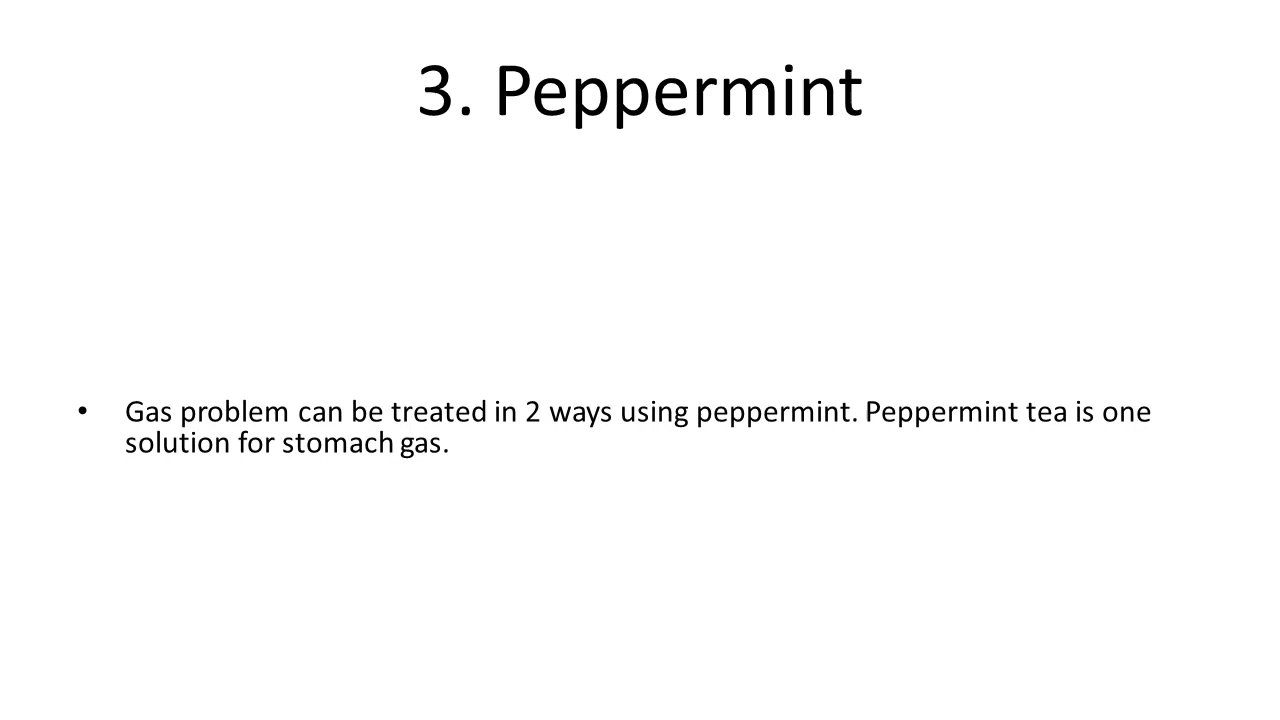 3. Peppermint
• Gas problem can be treated in 2 ways using peppermint. Peppermint tea is one
solution for stomach gas.